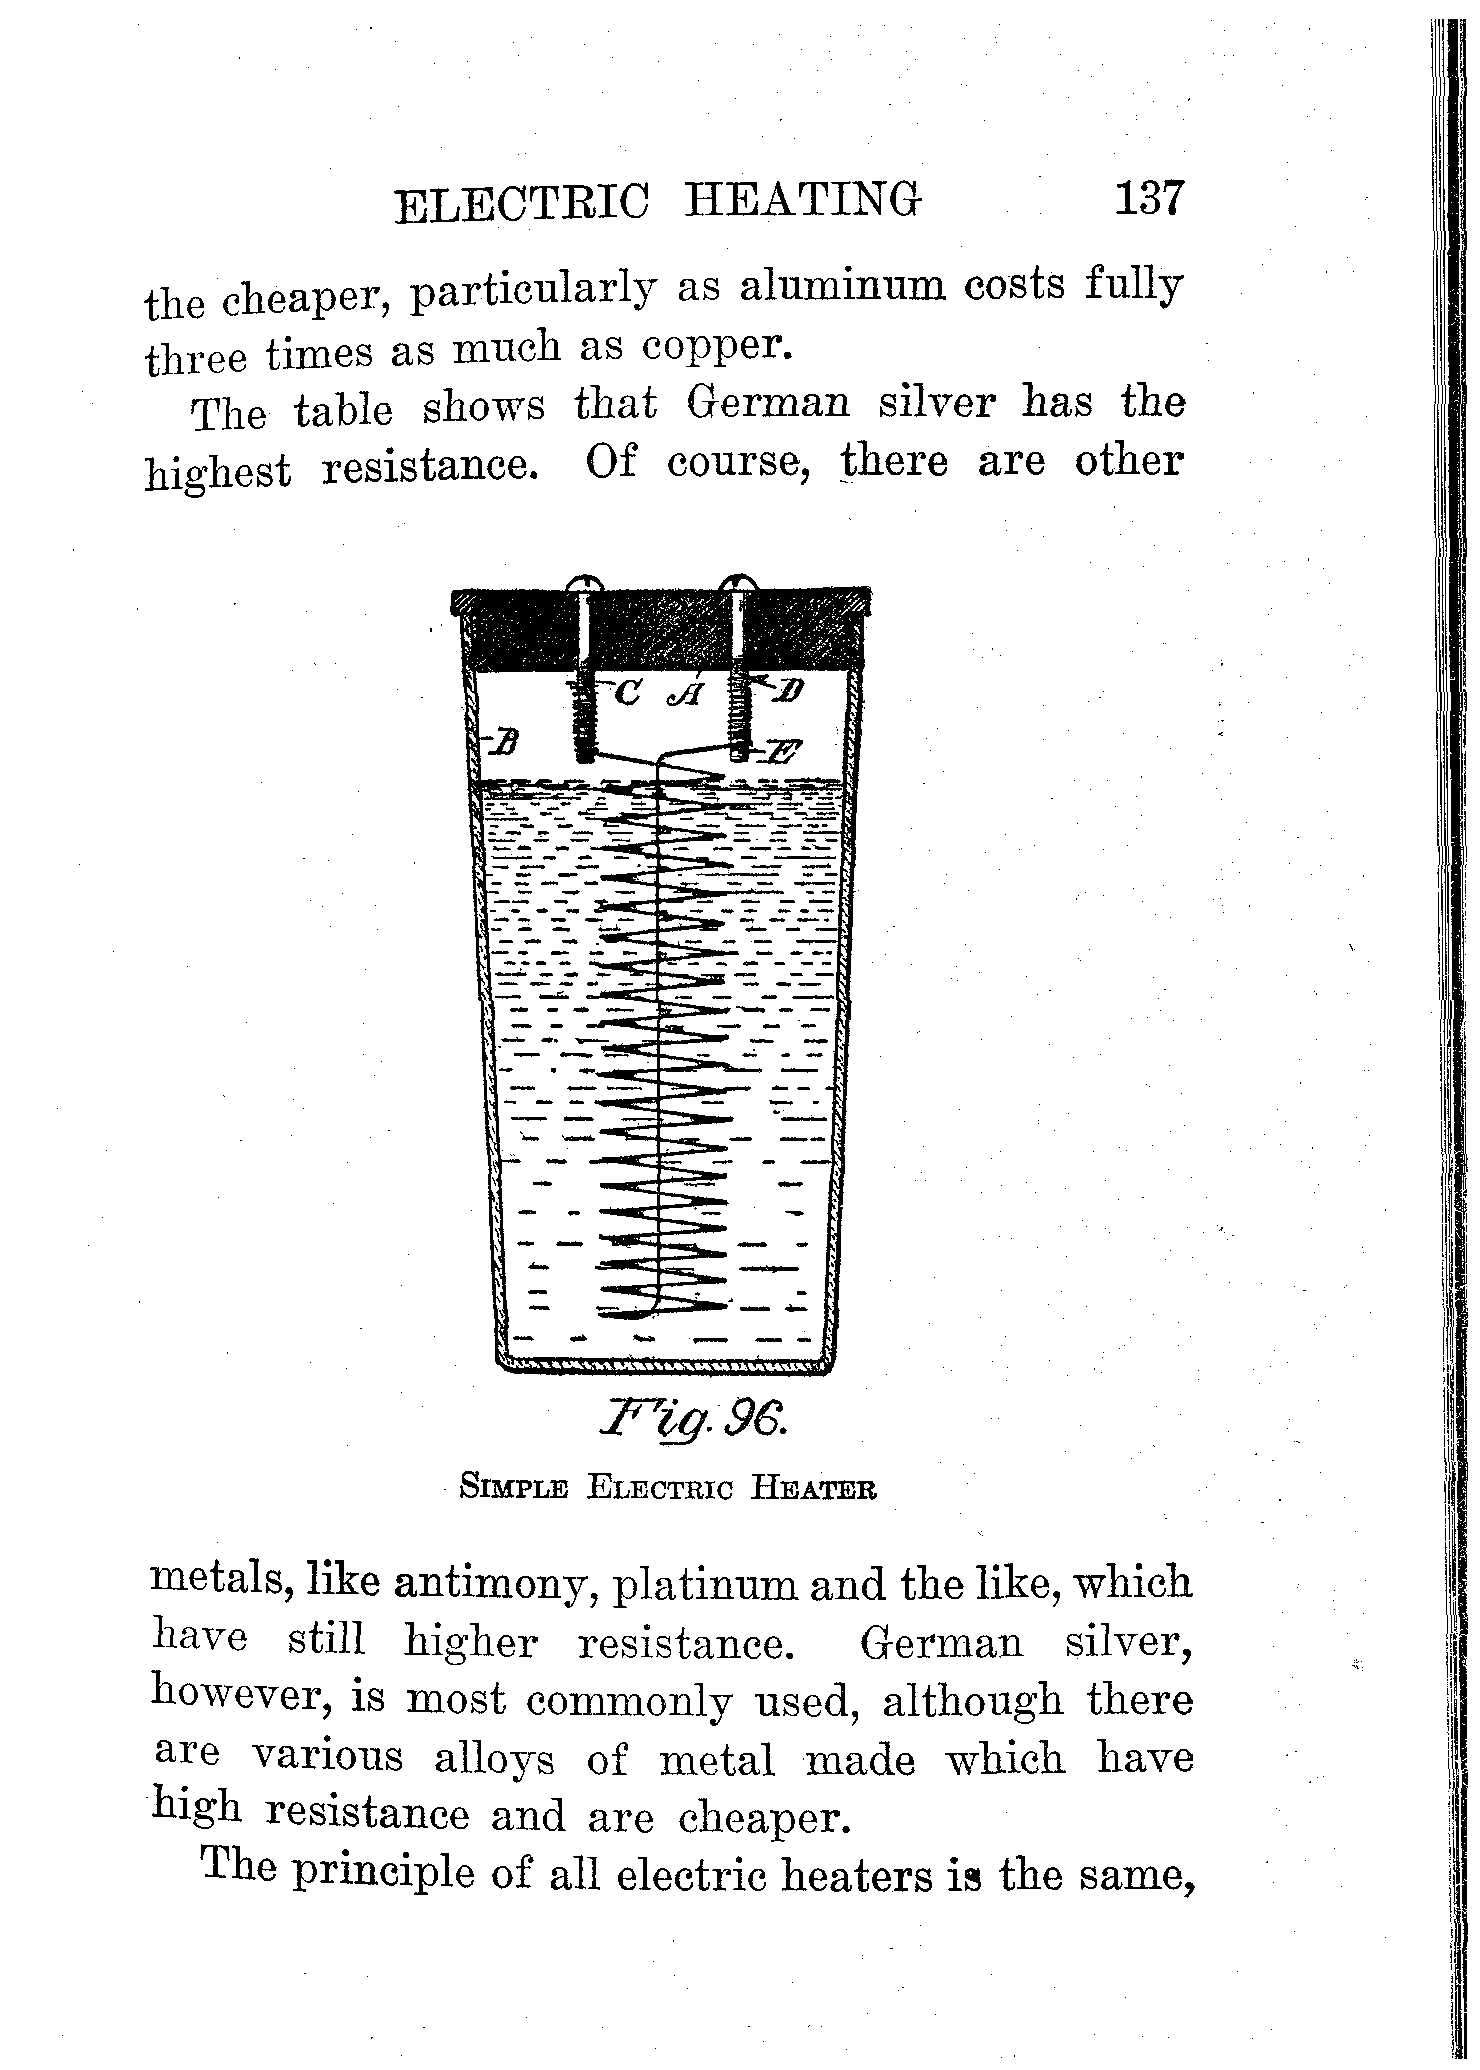 ELECTRIC HEATING 137
the cheaper, particularly as aluminum costs fully
three times as much as copper.
The table shows that German silver has the
highest resistance. Of course, there are other
C A D
B E
Fig. 96.
SIMPLE ELECTRIC HEATER
metals, like antimony, platinum and the like, which
have still higher resistance. German silver,
however, is most commonly used, although there
are various alloys of metal made which have
high resistance and are cheaper.
The principle of all electric heaters is the same,